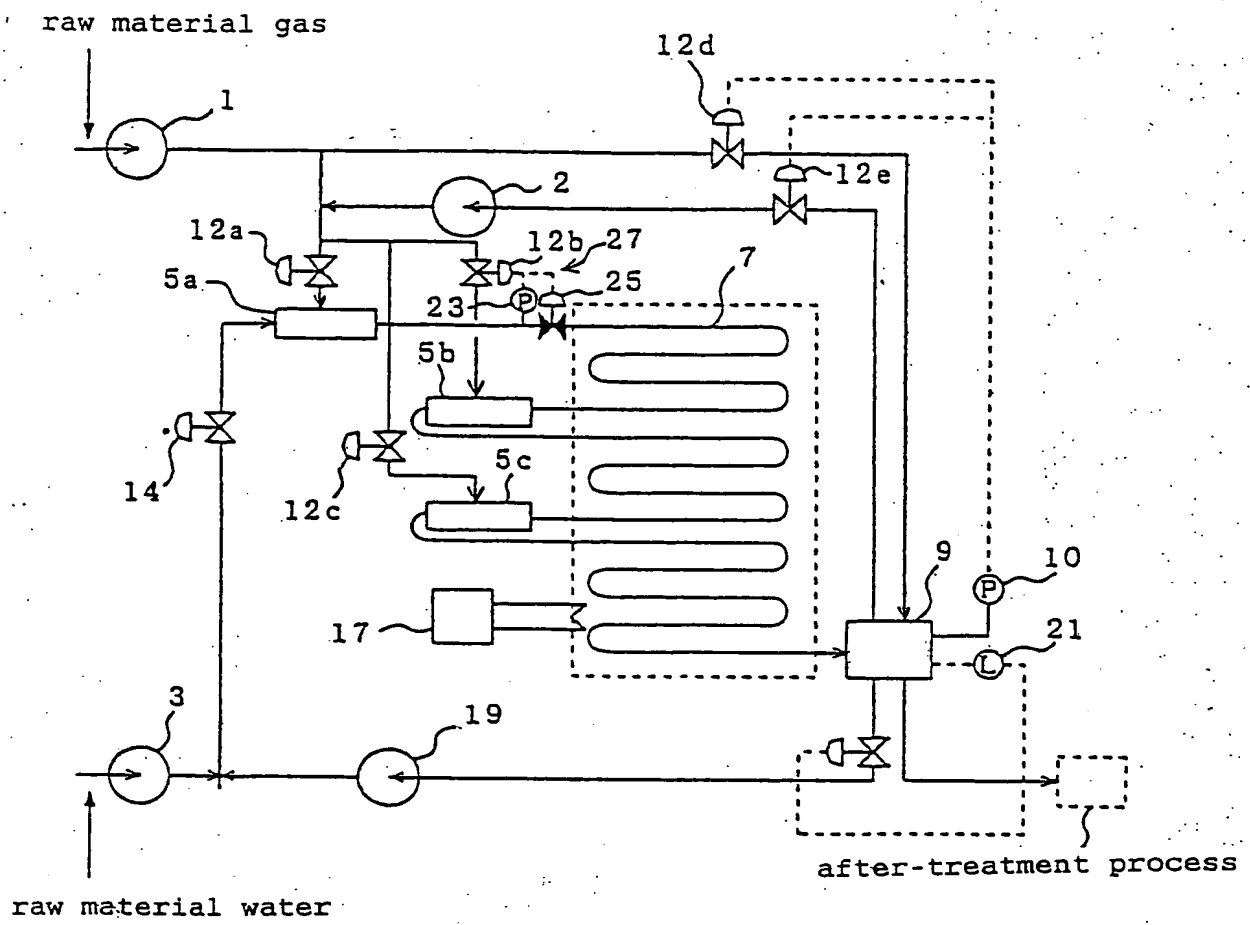 raw material gas
12d
1
2
12e
12a
12b
27
7
5a
25
23
P
5b
14
12c
5c
9
10
P
17
21
L
3
19
after-treatment process
raw material water